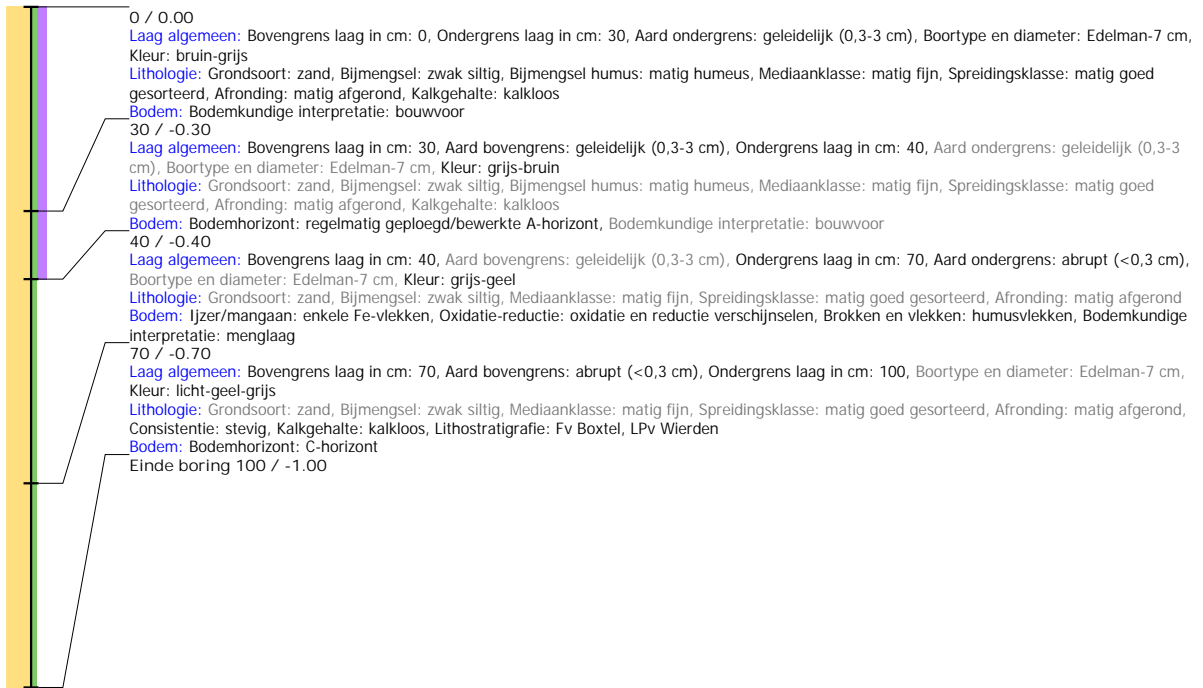 0 / 0.00
Laag algemeen: Bovengrens laag in cm: 0, Ondergrens laag in cm: 30, Aard ondergrens: geleidelijk (0,3-3 cm), Boortype en diameter: Edelman-7 cm,
Kleur: bruin-grijs
Lithologie: Grondsoort: zand, Bijmengsel: zwak siltig, Bijmengsel humus: matig humeus, Mediaanklasse: matig fijn, Spreidingsklasse: matig goed
gesorteerd, Afronding: matig afgerond, Kalkgehalte: kalkloos
Bodem: Bodemkundige interpretatie: bouwvoor
30 / -0.30
Laag algemeen: Bovengrens laag in cm: 30, Aard bovengrens: geleidelijk (0,3-3 cm), Ondergrens laag in cm: 40, Aard ondergrens: geleidelijk (0,3-3
cm), Boortype en diameter: Edelman-7 cm, Kleur: grijs-bruin
Lithologie: Grondsoort: zand, Bijmengsel: zwak siltig, Bijmengsel humus: matig humeus, Mediaanklasse: matig fijn, Spreidingsklasse: matig goed
gesorteerd, Afronding: matig afgerond, Kalkgehalte: kalkloos
Bodem: Bodemhorizont: regelmatig geploegd/bewerkte A-horizont, Bodemkundige interpretatie: bouwvoor
40 / -0.40
Laag algemeen: Bovengrens laag in cm: 40, Aard bovengrens: geleidelijk (0,3-3 cm), Ondergrens laag in cm: 70, Aard ondergrens: abrupt (<0,3 cm),
Boortype en diameter: Edelman-7 cm, Kleur: grijs-geel
Lithologie: Grondsoort: zand, Bijmengsel: zwak siltig, Mediaanklasse: matig fijn, Spreidingsklasse: matig goed gesorteerd, Afronding: matig afgerond
Bodem: Ijzer/mangaan: enkele Fe-vlekken, Oxidatie-reductie: oxidatie en reductie verschijnselen, Brokken en vlekken: humusvlekken, Bodemkundige
interpretatie: menglaag
70 / -0.70
Laag algemeen: Bovengrens laag in cm: 70, Aard bovengrens: abrupt (<0,3 cm), Ondergrens laag in cm: 100, Boortype en diameter: Edelman-7 cm,
Kleur: licht-geel-grijs
Lithologie: Grondsoort: zand, Bijmengsel: zwak siltig, Mediaanklasse: matig fijn, Spreidingsklasse: matig goed gesorteerd, Afronding: matig afgerond,
Consistentie: stevig, Kalkgehalte: kalkloos, Lithostratigrafie: Fv Boxtel, LPv Wierden
Bodem: Bodemhorizont: C-horizont
Einde boring 100 / -1.00